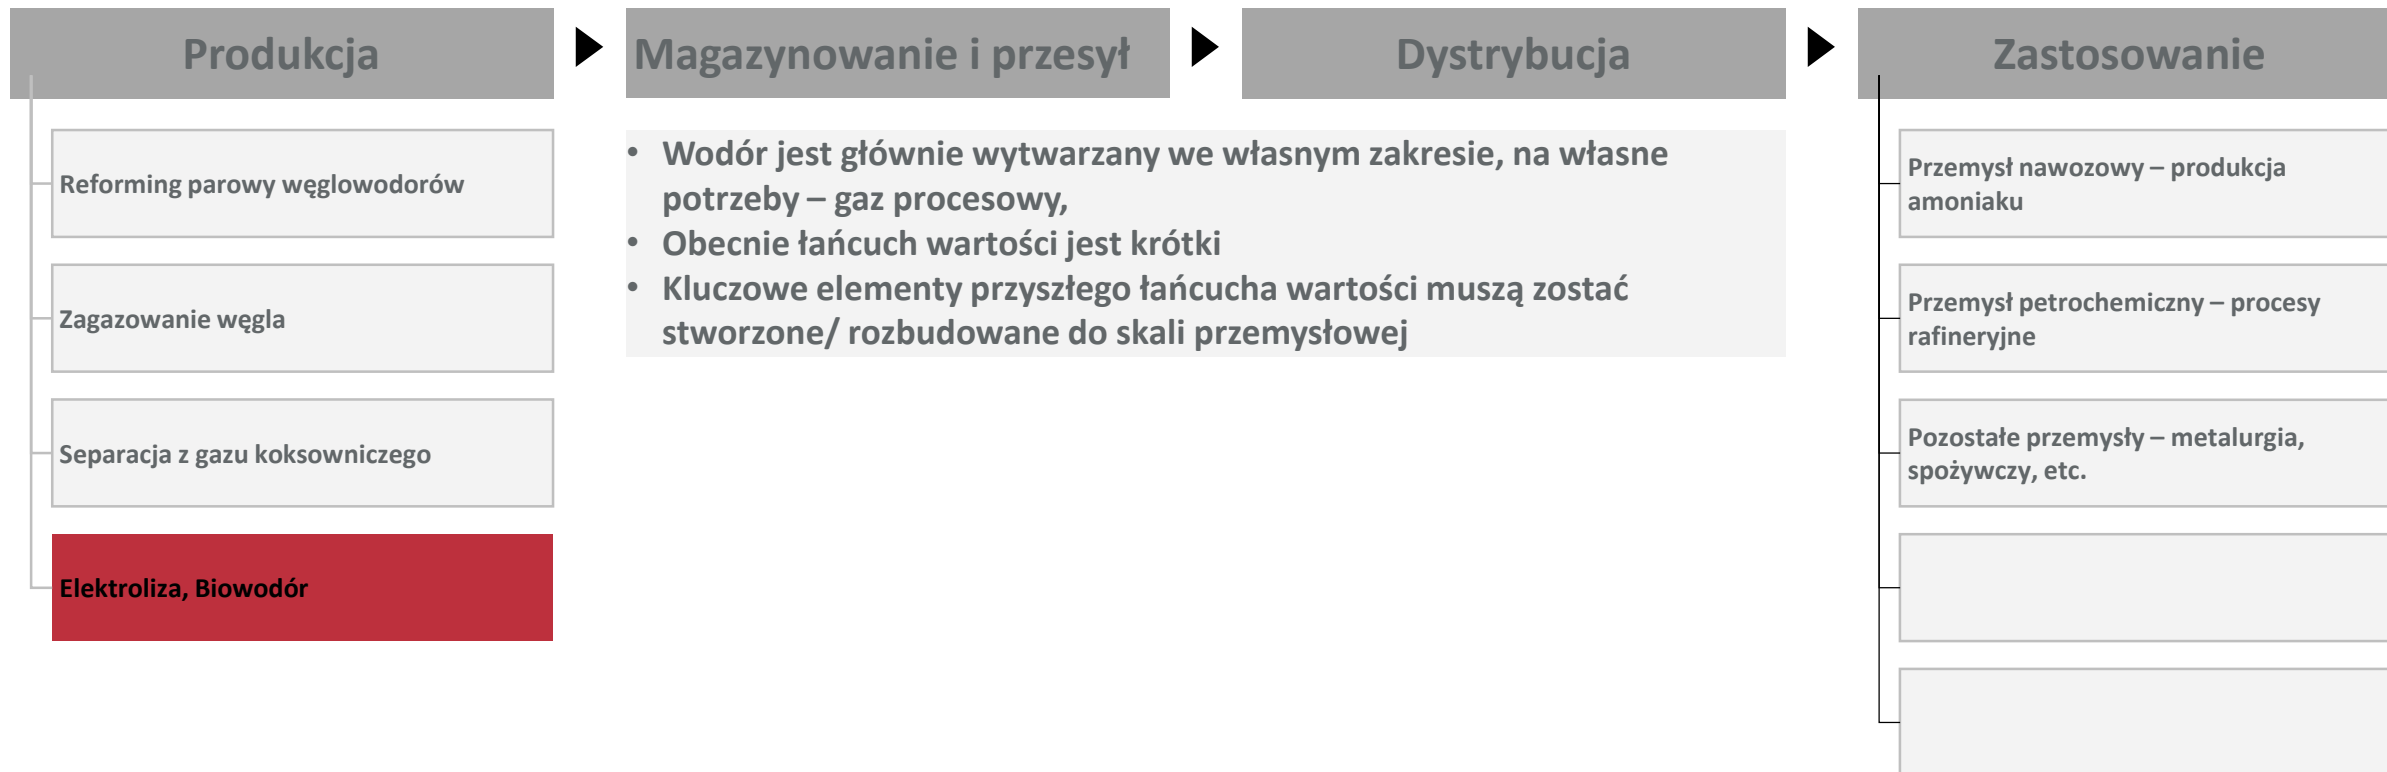 Produkcja
Magazynowanie i przesył
Dystrybucja
Zastosowanie
Reforming parowy węglowodorów
Zagazowanie węgla
Separacja z gazu koksowniczego
Elektroliza, Biowodór
• Wodór jest głównie wytwarzany we własnym zakresie, na własne
potrzeby – gaz procesowy,
• Obecnie łańcuch wartości jest krótki
• Kluczowe elementy przyszłego łańcucha wartości muszą zostać
stworzone/ rozbudowane do skali przemysłowej
Przemysł nawozowy – produkcja
amoniaku
Przemysł petrochemiczny – procesy
rafineryjne
Pozostałe przemysły – metalurgia,
spożywczy, etc.